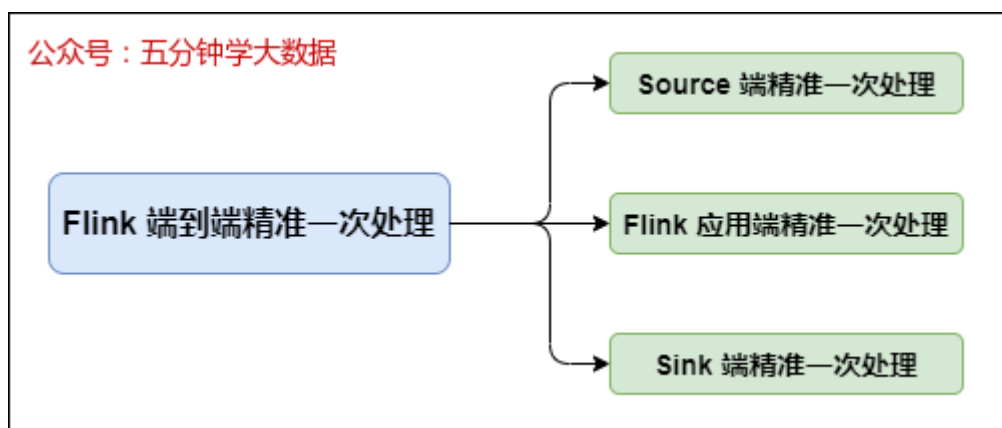 公众号：五分钟学大数据
Flink 端到端精准一次处理
Source 端精准一次处理
Flink 应用端精准一次处理
Sink 端精准一次处理